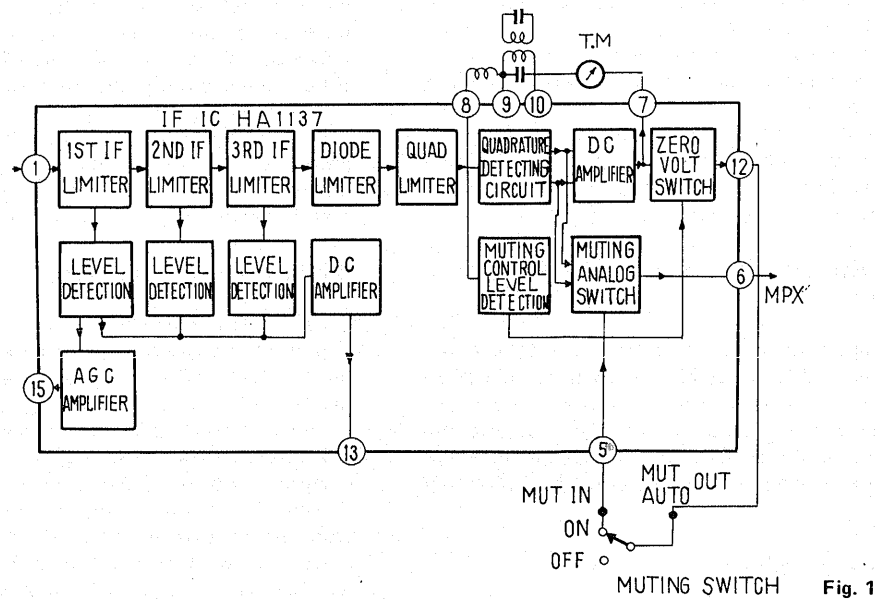 T.M
8
9
10
7
IF IC HA1137
1
1ST IF
LIMITER
2ND IF
LIMITER
3RD IF
LIMITER
DIODE
LIMITER
QUAD
LIMITER
QUADRATURE
DETECTING
CIRCUIT
DC
AMPLIFIER
ZERO
VOLT
SWITCH
12
LEVEL
DETECTION
LEVEL
DETECTION
LEVEL
DETECTION
DC
AMPLIFIER
MUTING
CONTROL
LEVEL
DETECTION
MUTING
ANALOG
SWITCH
6
MPX
15
AGC
AMPLIFIER
13
5
MUT IN
MUT OUT
AUTO
ON
OFF
MUTING SWITCH
Fig. 1